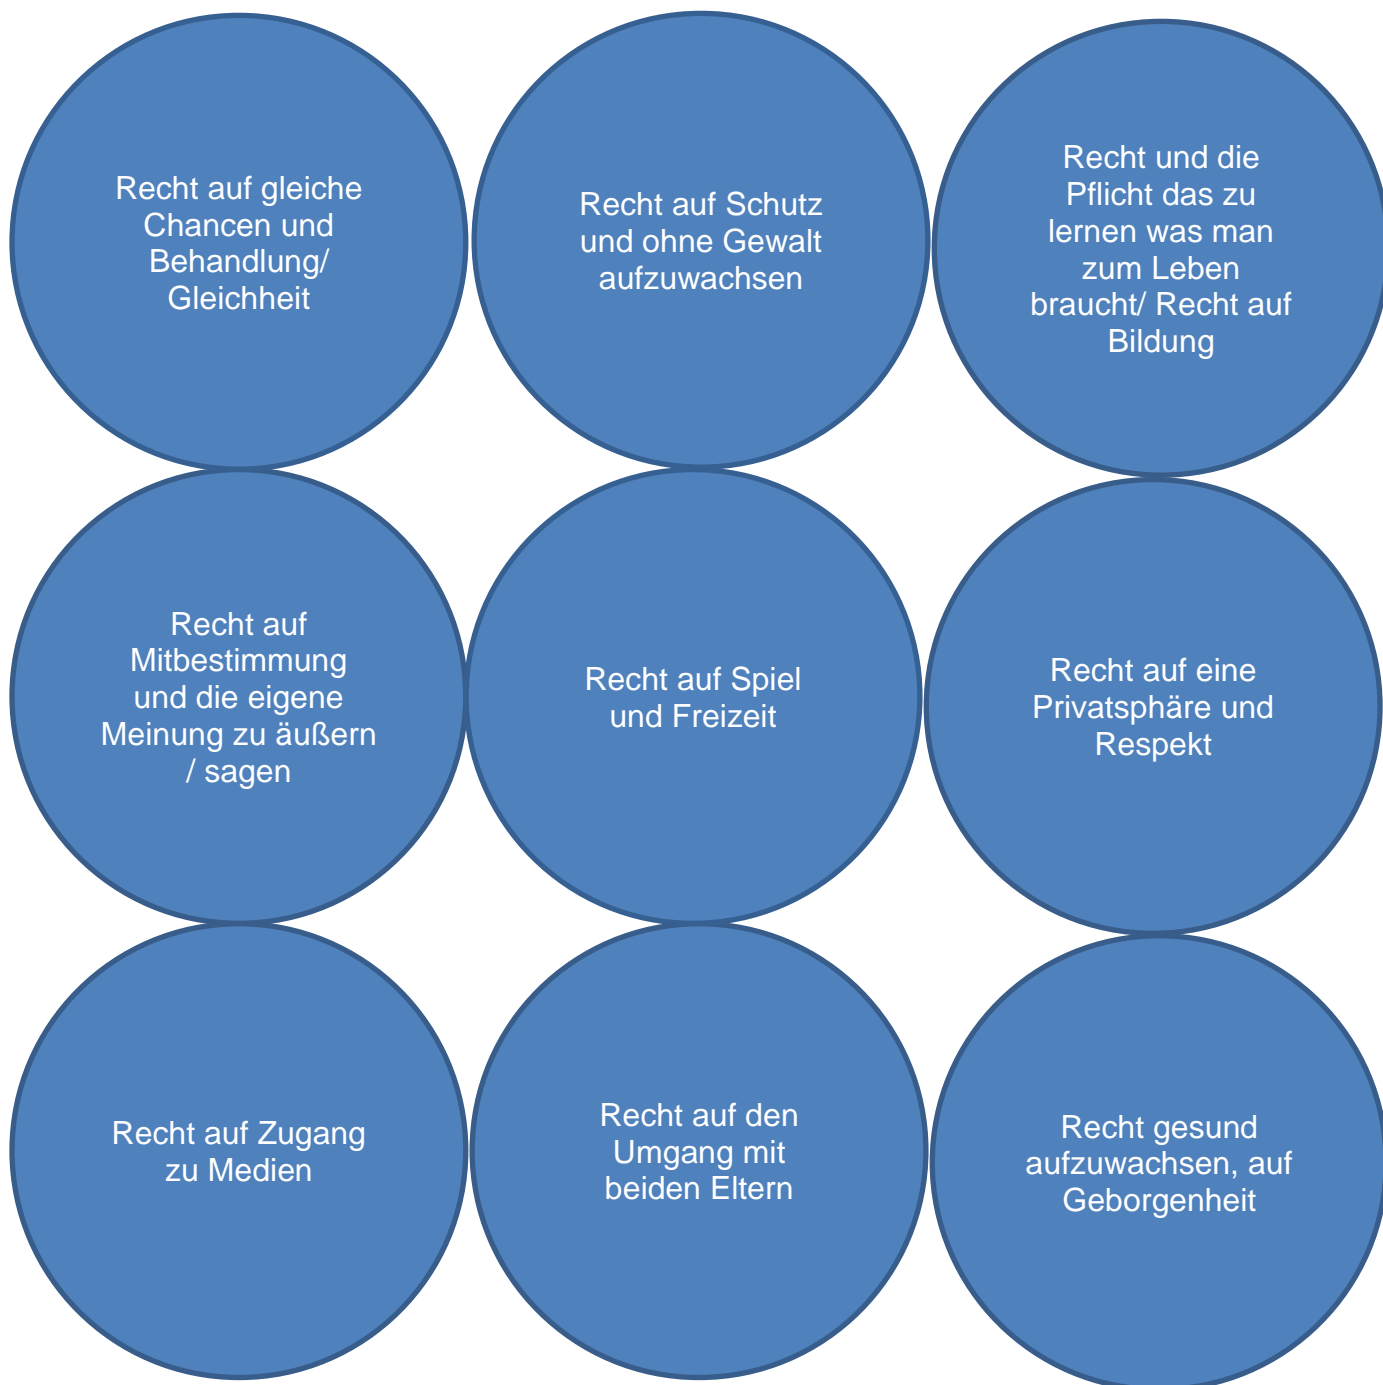 Recht auf gleiche
Chancen und
Behandlung/
Gleichheit
Recht auf Schutz
und ohne Gewalt
aufzuwachsen
Recht und die
Pflicht das zu
lernen was man
zum Leben
braucht/ Recht auf
Bildung
Recht auf
Mitbestimmung
und die eigene
Meinung zu äußern
/ sagen
Recht auf Spiel
und Freizeit
Recht auf eine
Privatsphäre und
Respekt
Recht auf Zugang
zu Medien
Recht auf den
Umgang mit
beiden Eltern
Recht gesund
aufzuwachsen, auf
Geborgenheit